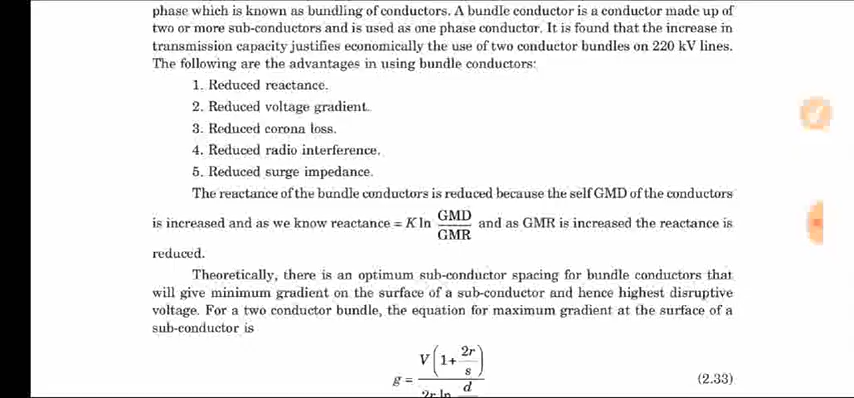 phase which is known as bundling of conductors. A bundle conductor is a conductor made up of
two or more sub-conductors and is used as one phase conductor. It is found that the increase in
transmission capacity justifies economically the use of two conductor bundles on 220 kV lines.
The following are the advantages in using bundle conductors:
1. Reduced reactance.
2. Reduced voltage gradient.
3. Reduced corona loss.
4. Reduced radio interference.
5. Reduced surge impedance.
The reactance of the bundle conductors is reduced because the self GMD of the conductors
is increased and as we know reactance = K ln GMD/GMR and as GMR is increased the reactance is
reduced.
Theoretically, there is an optimum sub-conductor spacing for bundle conductors that
will give minimum gradient on the surface of a sub-conductor and hence highest disruptive
voltage. For a two conductor bundle, the equation for maximum gradient at the surface of a
sub-conductor is
g = V(1 + 2r/s) / 2r ln d (2.33)